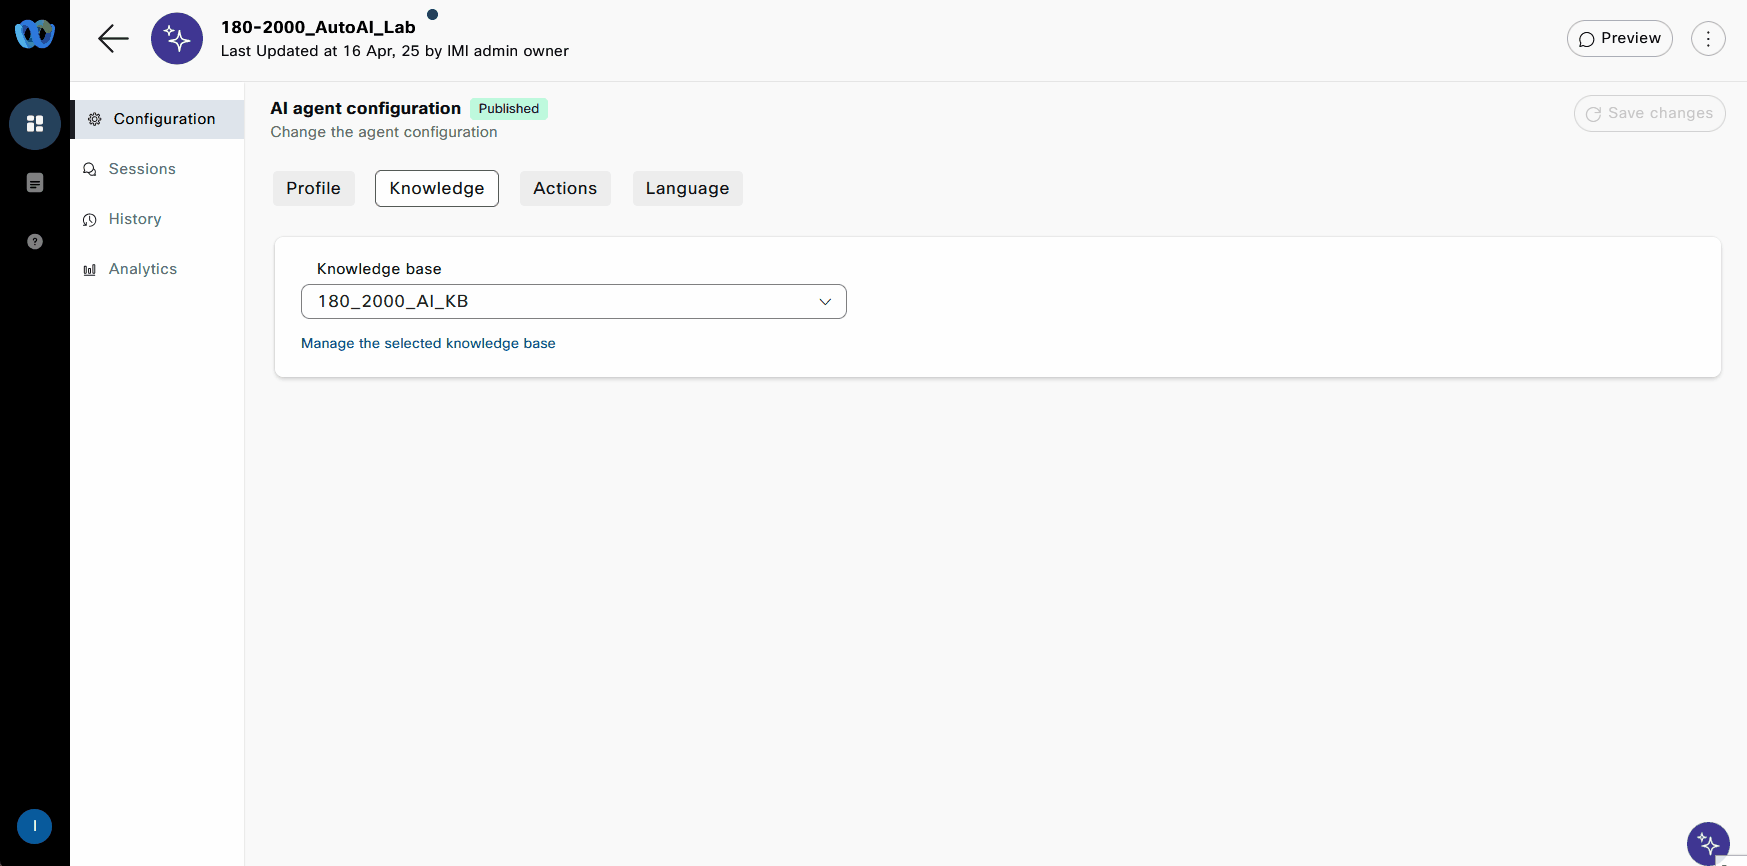 180-2000_AutoAI_Lab
Last Updated at 16 Apr, 25 by IMI admin owner
Preview
Configuration
Sessions
History
Analytics
AI agent configuration
Published
Change the agent configuration
Save changes
Profile
Knowledge
Actions
Language
Knowledge base
180_2000_AI_KB
Manage the selected knowledge base
?
I